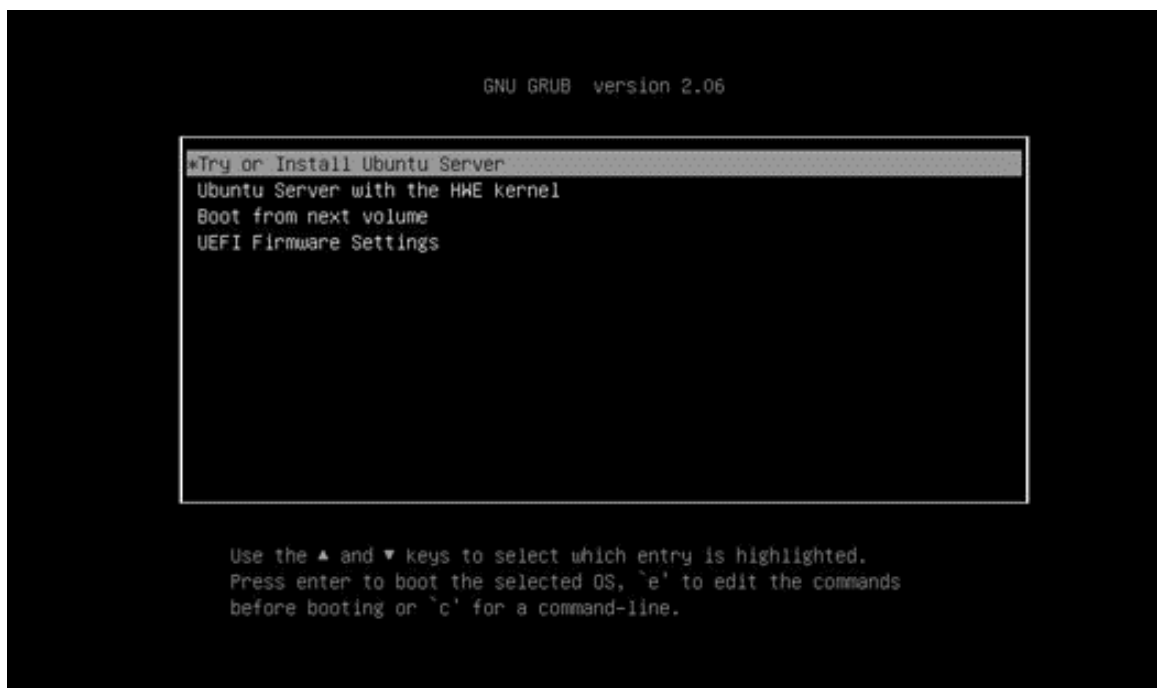 GNU GRUB version 2.06
*Try or Install Ubuntu Server
Ubuntu Server with the HWE kernel
Boot from next volume
UEFI Firmware Settings
Use the ▲ and ▼ keys to select which entry is highlighted.
Press enter to boot the selected OS, `e' to edit the commands
before booting or `c' for a command-line.